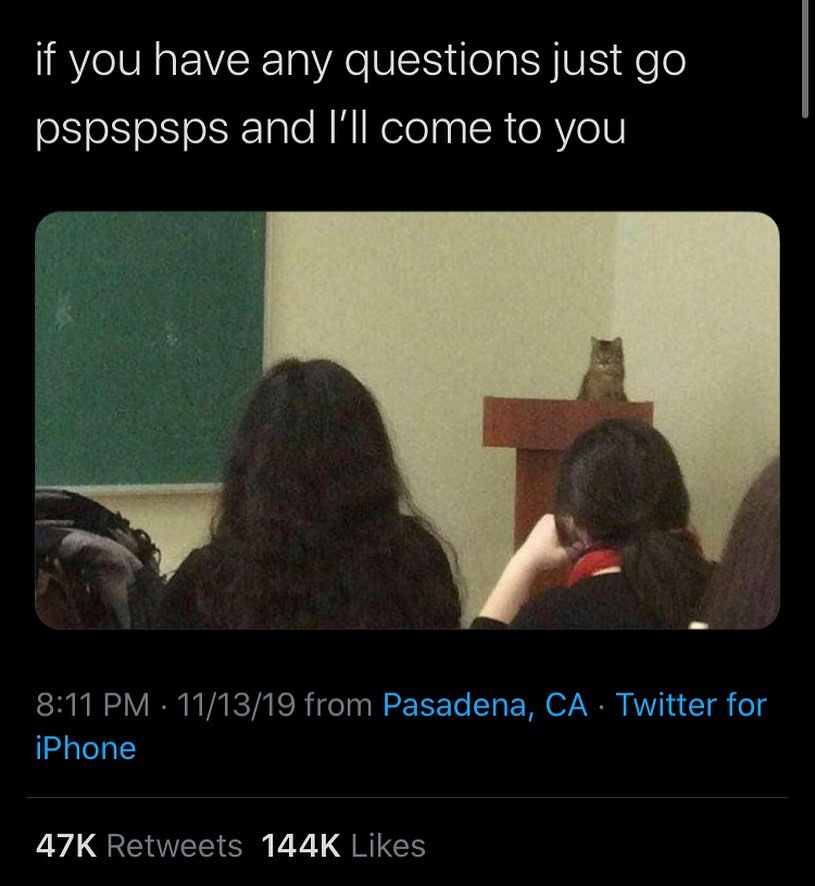 if you have any questions just go
pspspsps and I’ll come to you
8:11 PM · 11/13/19 from Pasadena, CA · Twitter for
iPhone
47K Retweets 144K Likes